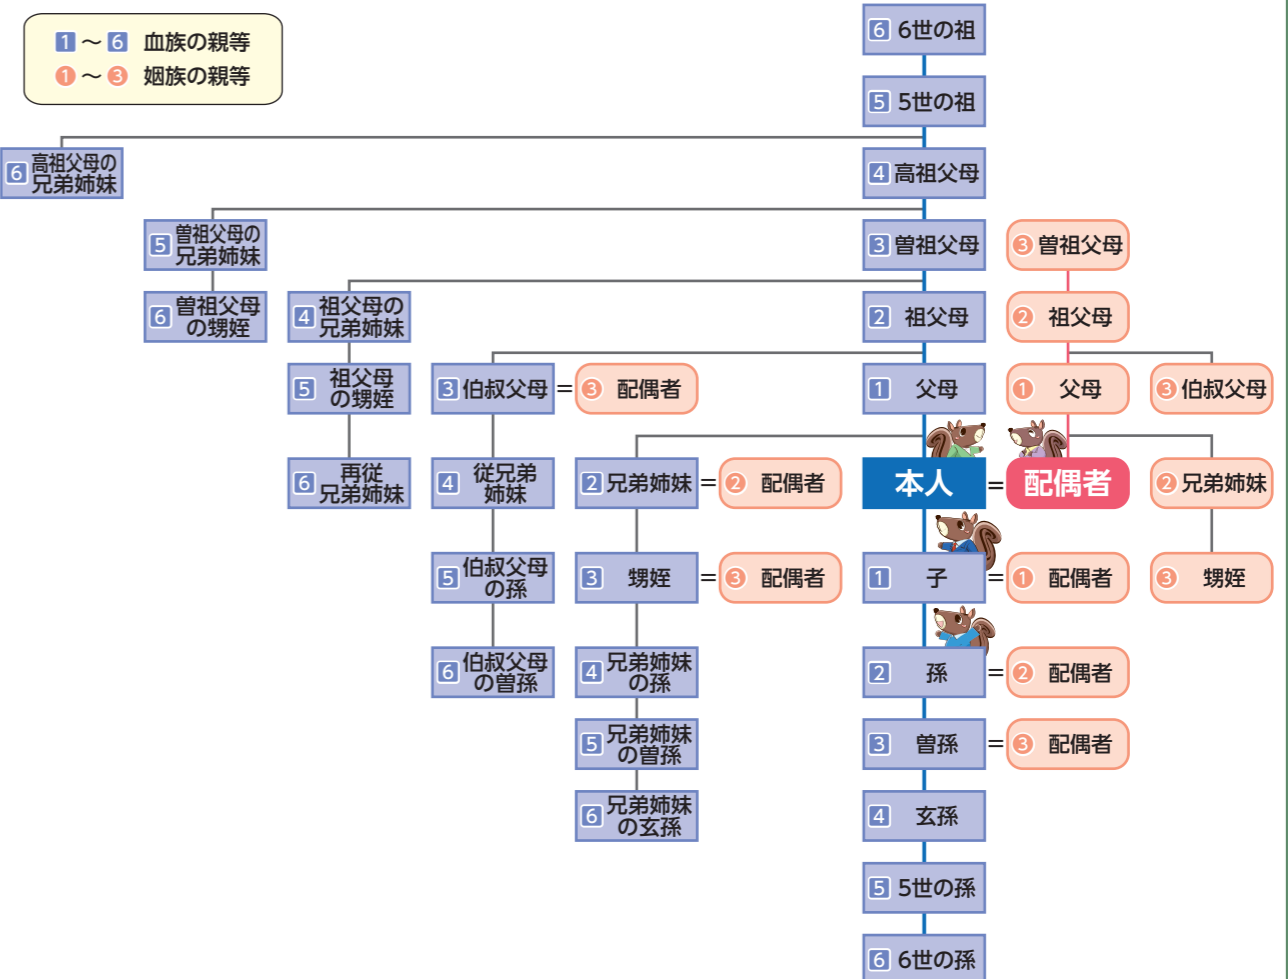 1 ～ 6 血族の親等
1 ～ 3 姻族の親等
6 6世の祖
5 5世の祖
6 高祖父母の
兄弟姉妹
4 高祖父母
5 曽祖父母の
兄弟姉妹
3 曽祖父母
3 曽祖父母
6 曽祖父母
の甥姪
4 祖父母の
兄弟姉妹
2 祖父母
2 祖父母
5 祖父母
の甥姪
3 伯叔父母 = 3 配偶者
1 父母
1 父母
3 伯叔父母
6 再従
兄弟姉妹
4 従兄弟
姉妹
2 兄弟姉妹 = 2 配偶者
本人 = 配偶者
2 兄弟姉妹
5 伯叔父母
の孫
3 甥姪 = 3 配偶者
1 子 = 1 配偶者
3 甥姪
6 伯叔父母
の曽孫
4 兄弟姉妹
の孫
2 孫 = 2 配偶者
5 兄弟姉妹
の曽孫
3 曽孫 = 3 配偶者
6 兄弟姉妹
の玄孫
4 玄孫
5 5世の孫
6 6世の孫